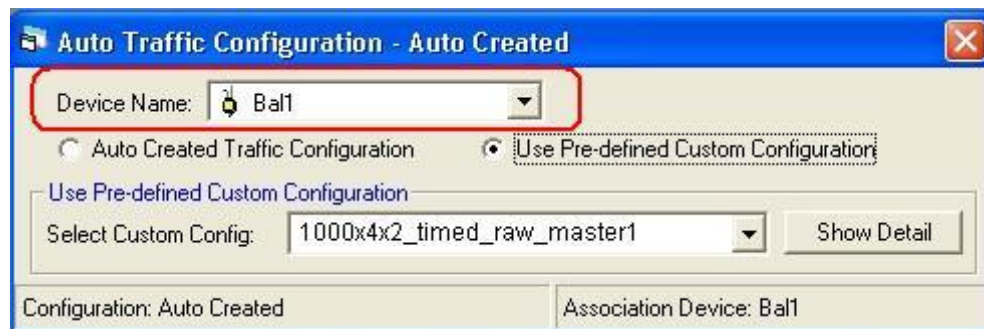 Auto Traffic Configuration - Auto Created
Device Name: Bal1
Auto Created Traffic Configuration Use Pre-defined Custom Configuration
Use Pre-defined Custom Configuration
Select Custom Config: 1000x4x2_timed_raw_master1 Show Detail
Configuration: Auto Created Association Device: Bal1